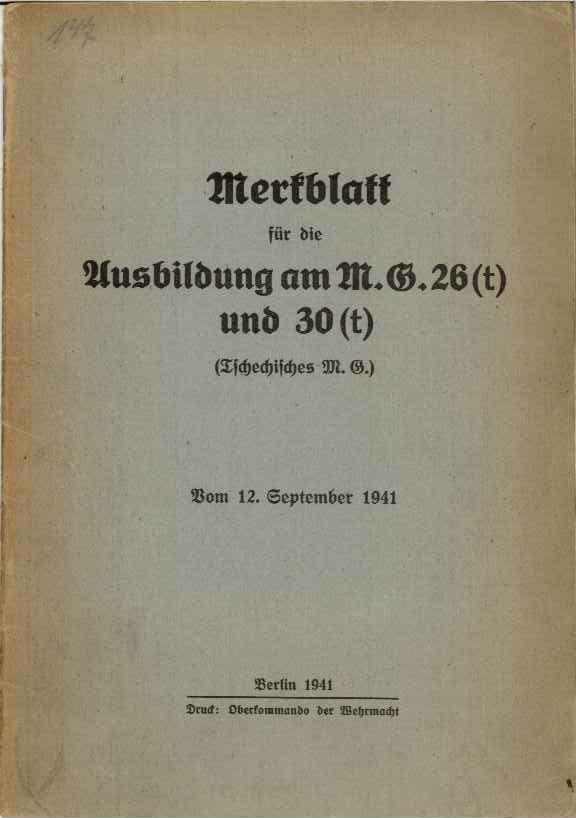 Merkblatt
für die
Ausbildung am M.G.26(t)
und 30(t)
(Tschechisches M.G.)
Vom 12. September 1941
Berlin 1941
Druck: Oberkommando der Wehrmacht